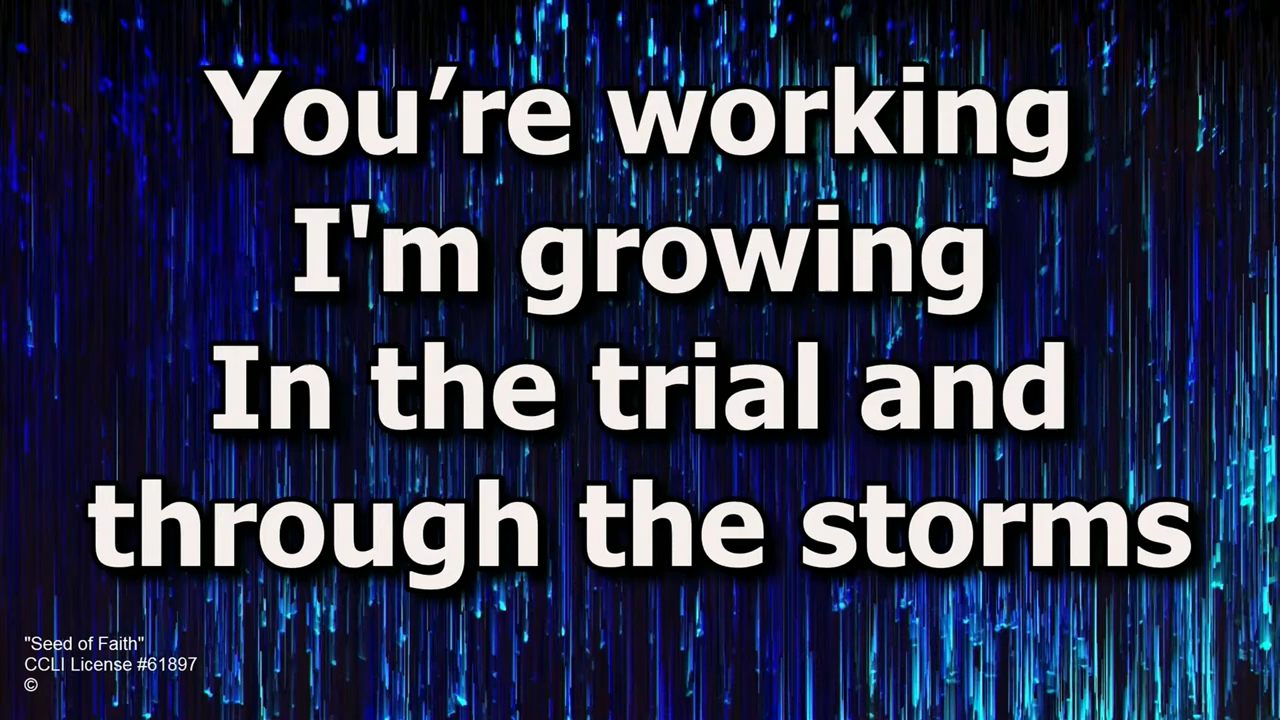 You’re working
I'm growing
In the trial and
through the storms
"Seed of Faith"
CCLI License #61897
©